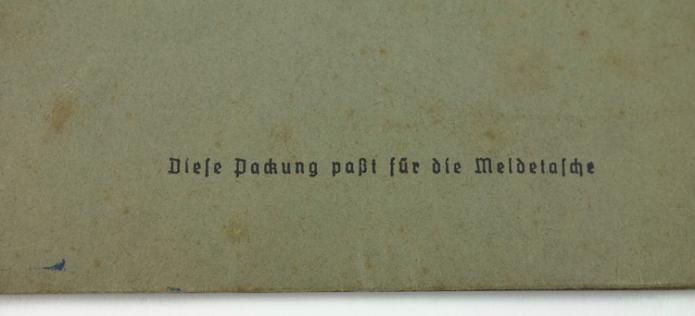 Dieſe Packung paßt für die Meldetaſche